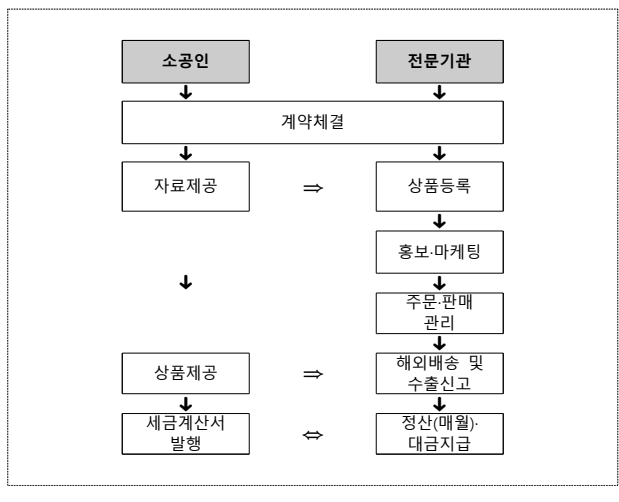 소공인 전문기관
계약체결
자료제공 ⇒ 상품등록
홍보·마케팅
주문·판매
관리
상품제공 ⇒ 해외배송 및
수출신고
세금계산서
발행
⇔
정산(매월)·
대금지급